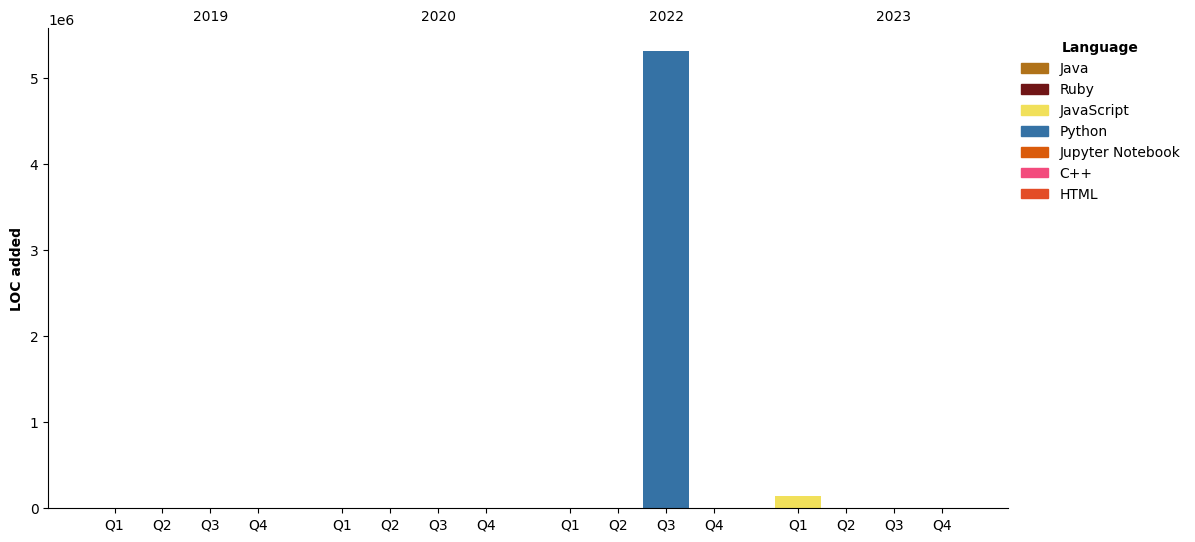 2019 2020 2022 2023
1e6
Language
Java
Ruby
JavaScript
Python
Jupyter Notebook
C++
HTML
LOC added
5
4
3
2
1
0
Q1 Q2 Q3 Q4 Q1 Q2 Q3 Q4 Q1 Q2 Q3 Q4 Q1 Q2 Q3 Q4